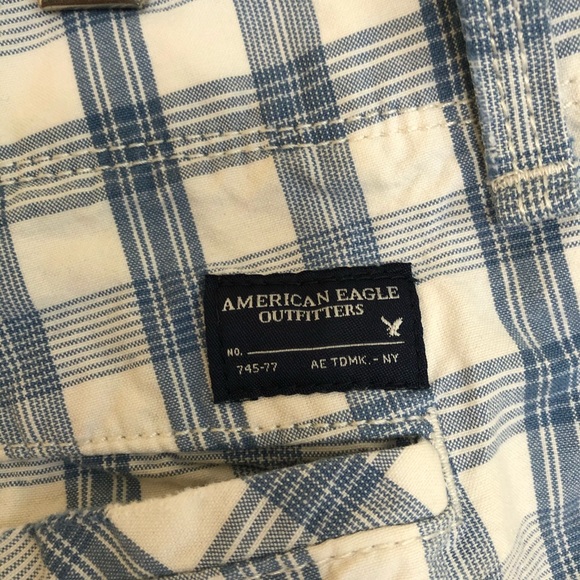 AMERICAN EAGLE
OUTFITTERS
NO.
745-77 AE TDMK.- NY